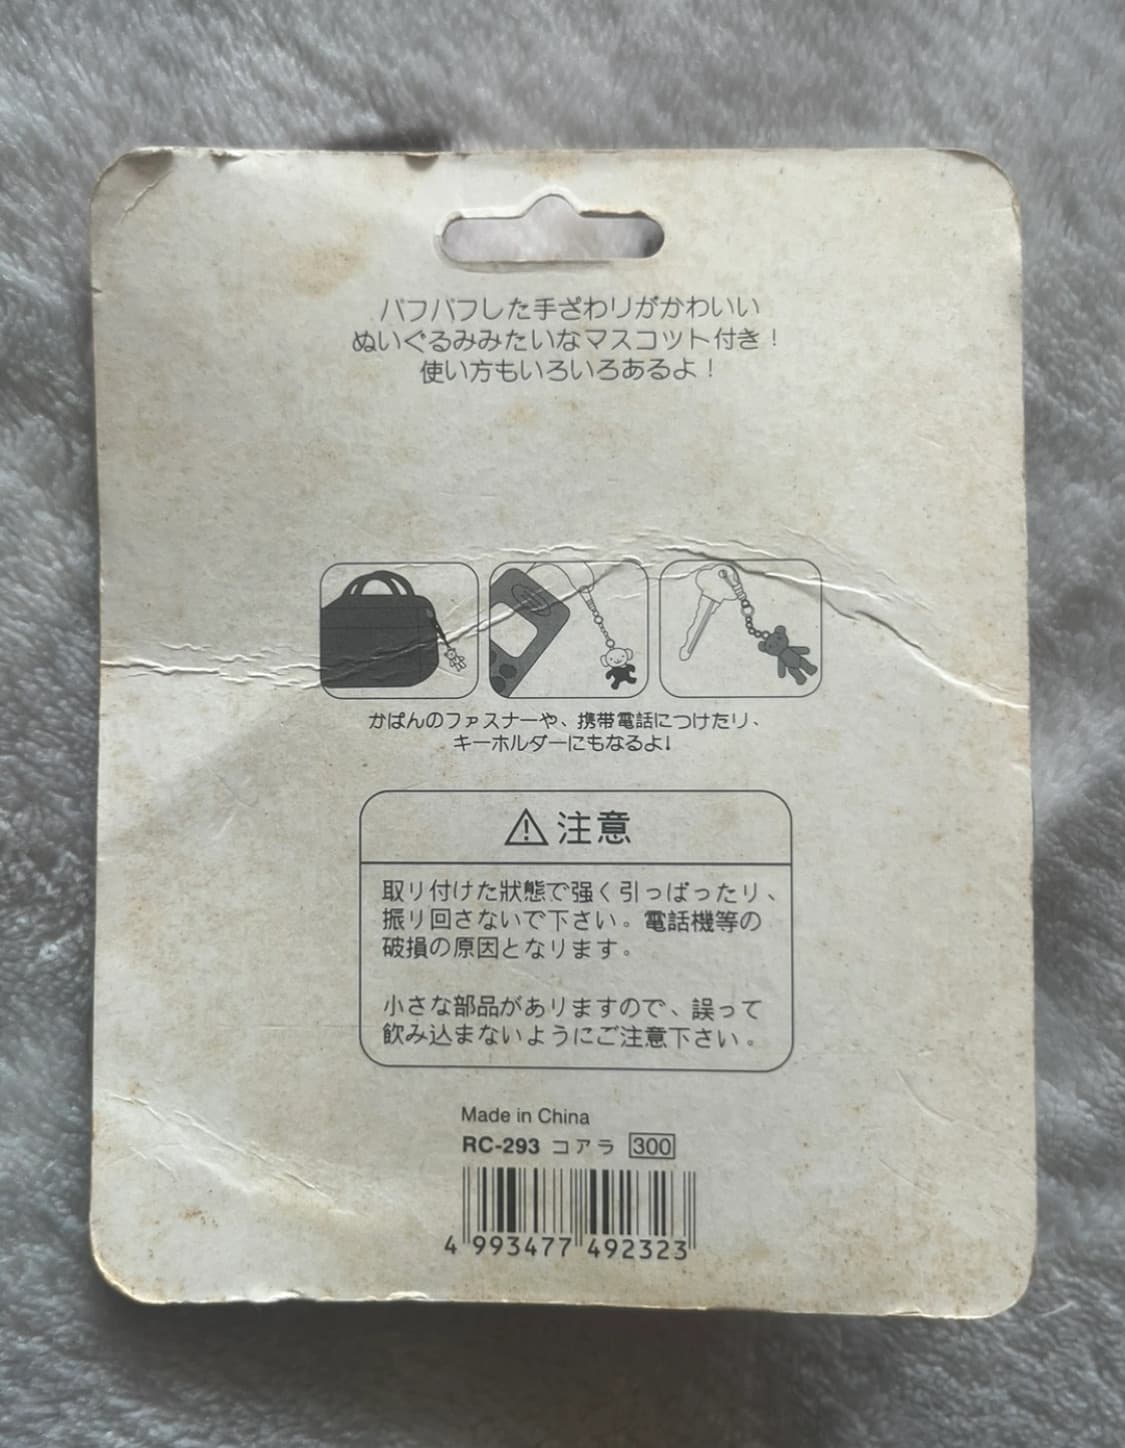 パフパフした手ざわりがかわいい
ぬいぐるみみたいなマスコット付き！
使い方もいろいろあるよ！
かばんのファスナーや、携帯電話につけたり、
キーホルダーにもなるよ!
注意
取り付けた狀態で强く引っぱったり、
振り回さないで下さい。電話機等の
破損の原因となります。
小さな部品がありますので、誤って
飲み込まないようにご注意下さい。
Made in China
RC-293 コアラ 300
4 993477 492323